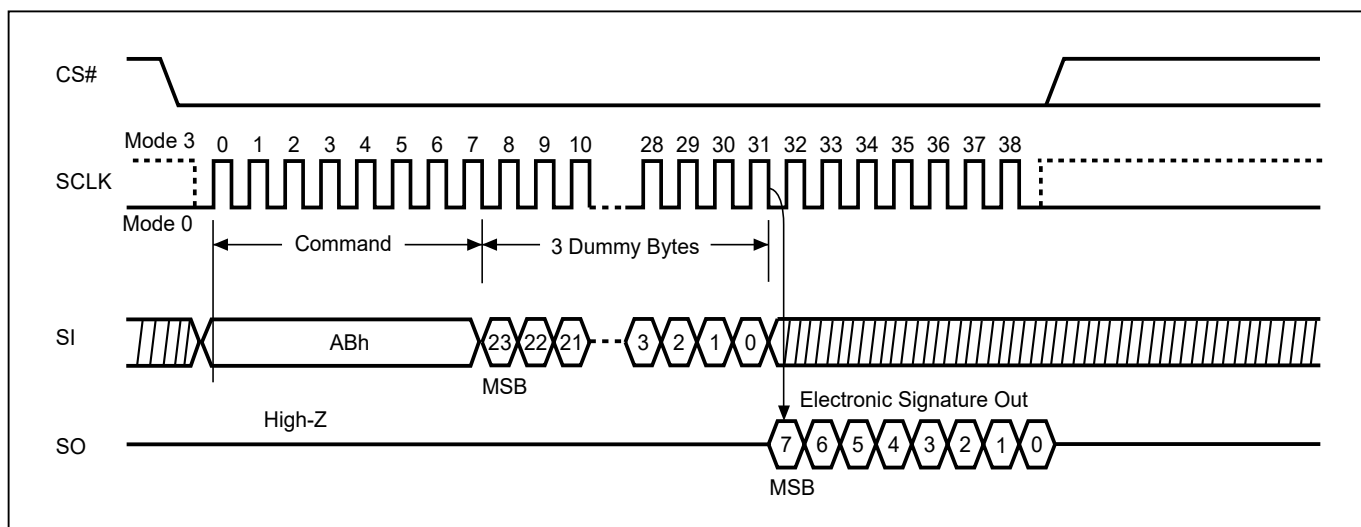 CS#
Mode 3 0 1 2 3 4 5 6 7 8 9 10 28 29 30 31 32 33 34 35 36 37 38
SCLK
Mode 0
Command 3 Dummy Bytes
SI ABh 23 22 21 3 2 1 0
MSB
Electronic Signature Out
High-Z
SO 7 6 5 4 3 2 1 0
MSB